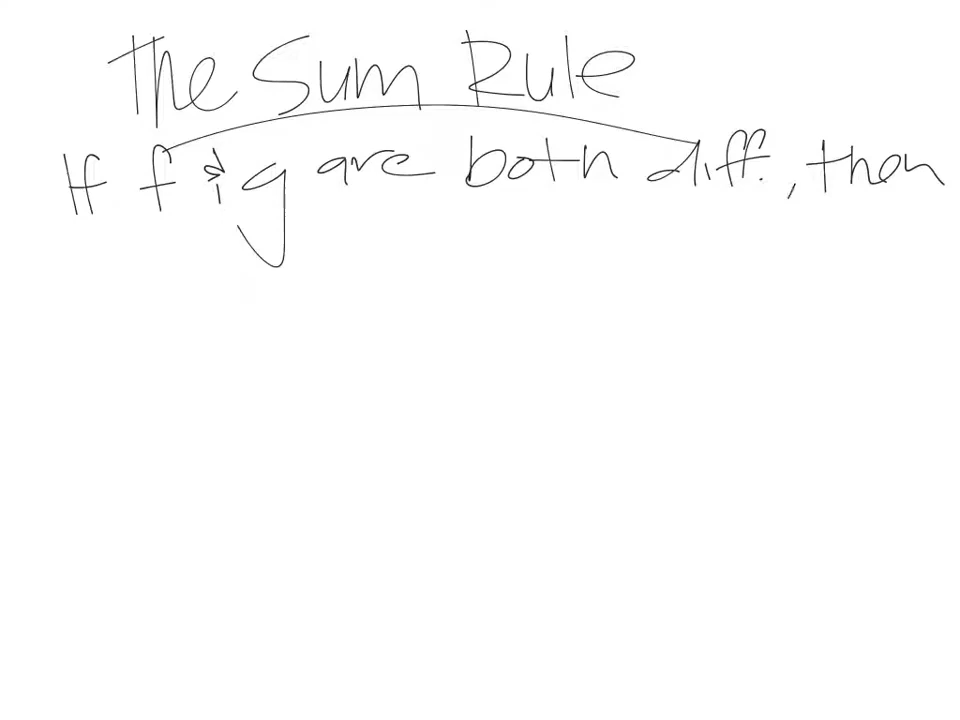 The Sum Rule
If f & g are both diff., then